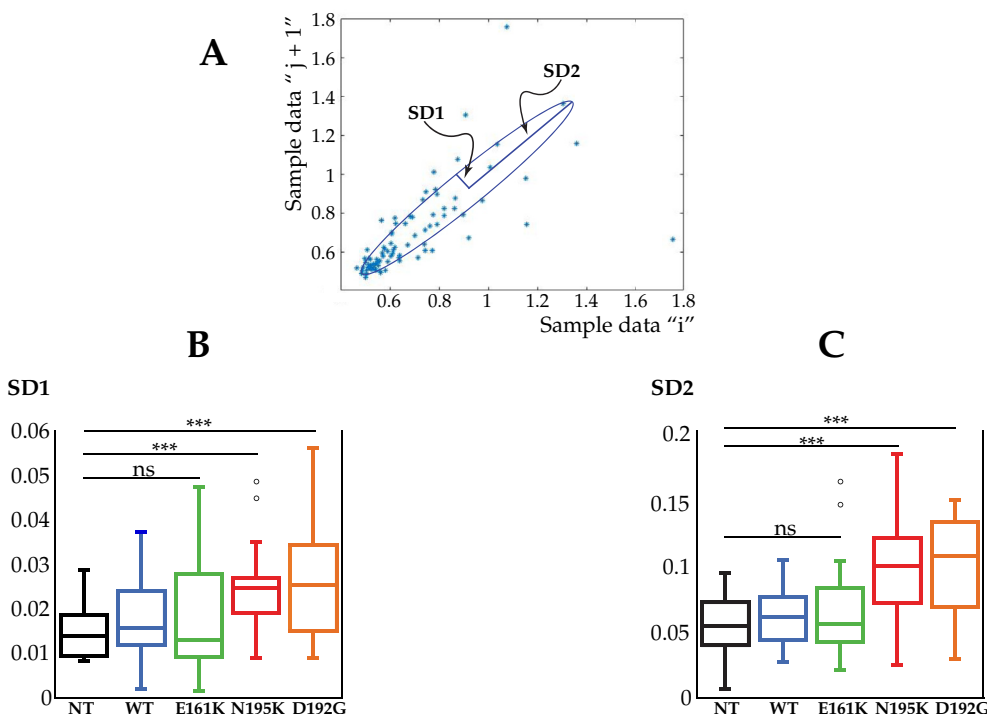 A
Sample data “ j + 1”
1.8
1.6
1.4
1.2
1
0.8
0.6
SD2
SD1
0.6
0.8
1
1.2
1.4
1.6
1.8
Sample data “i”
B
SD1
0.06
0.05
0.04
0.03
0.02
0.01
0
***
***
ns
NT WT E161K N195K D192G
C
SD2
0.2
0.15
0.1
0.05
0
***
***
ns
NT WT E161K N195K D192G